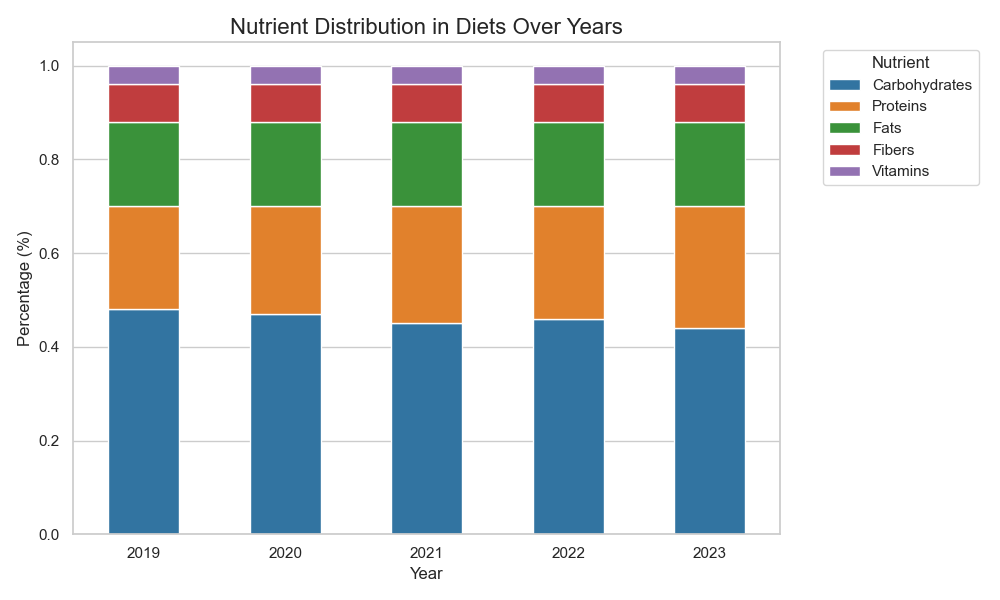 Nutrient Distribution in Diets Over Years
Percentage (%)
1.0
0.8
0.6
0.4
0.2
0.0
2019 2020 2021 2022 2023
Year
Nutrient
Carbohydrates
Proteins
Fats
Fibers
Vitamins